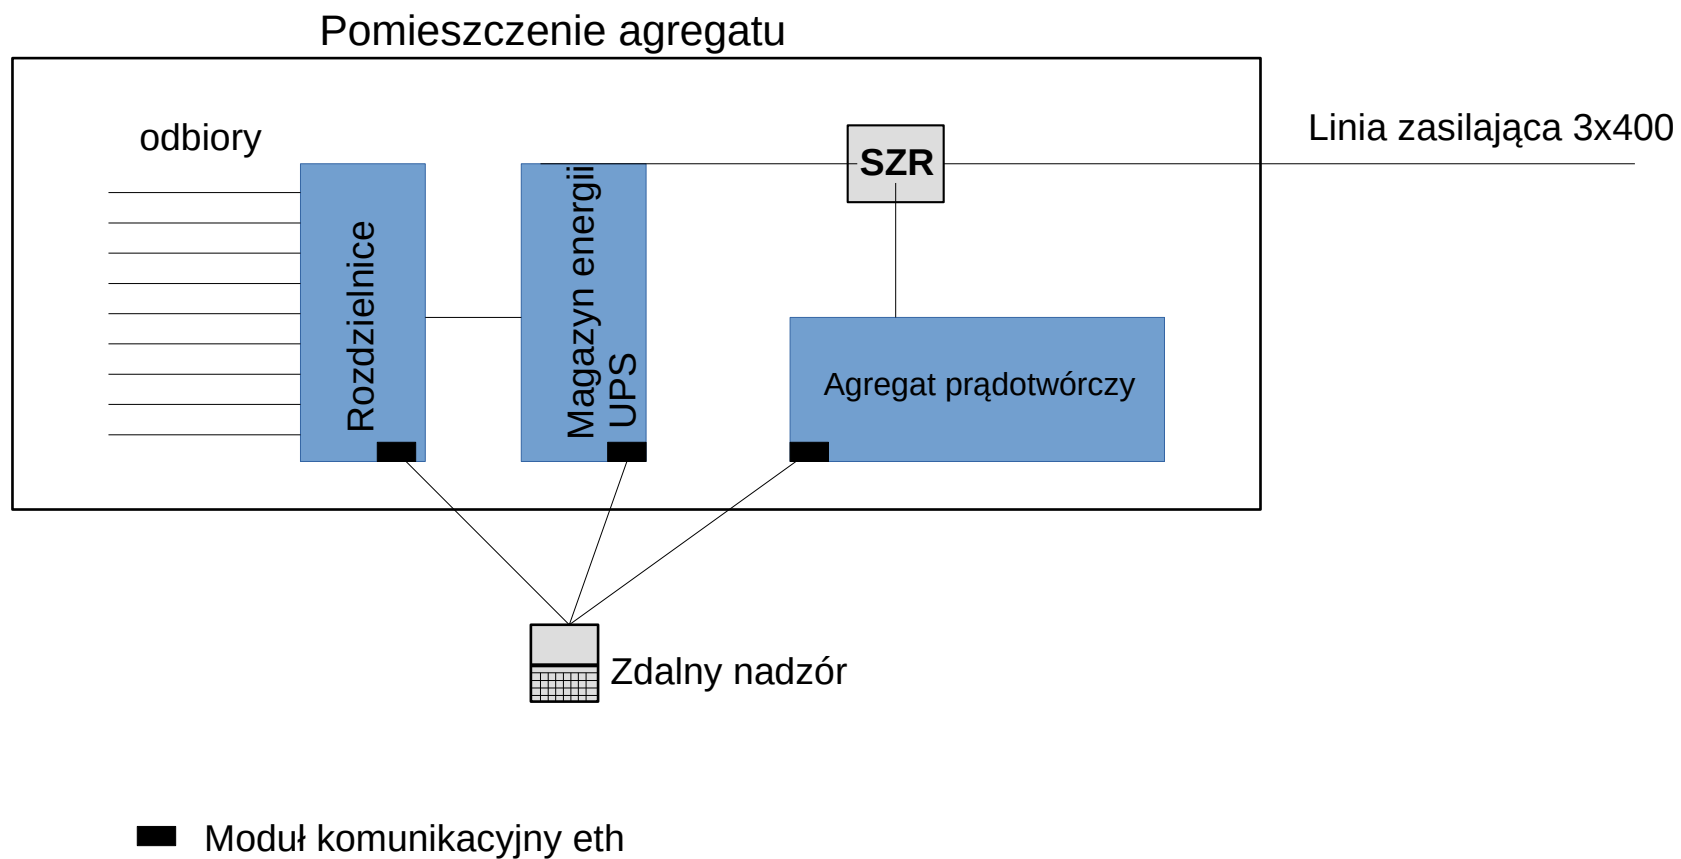 Pomieszczenie agregatu
odbiory
SZR
Linia zasilająca 3x400
Rozdzielnice
Magazyn energii
UPS
Agregat prądotwórczy
Zdalny nadzór
Moduł komunikacyjny eth